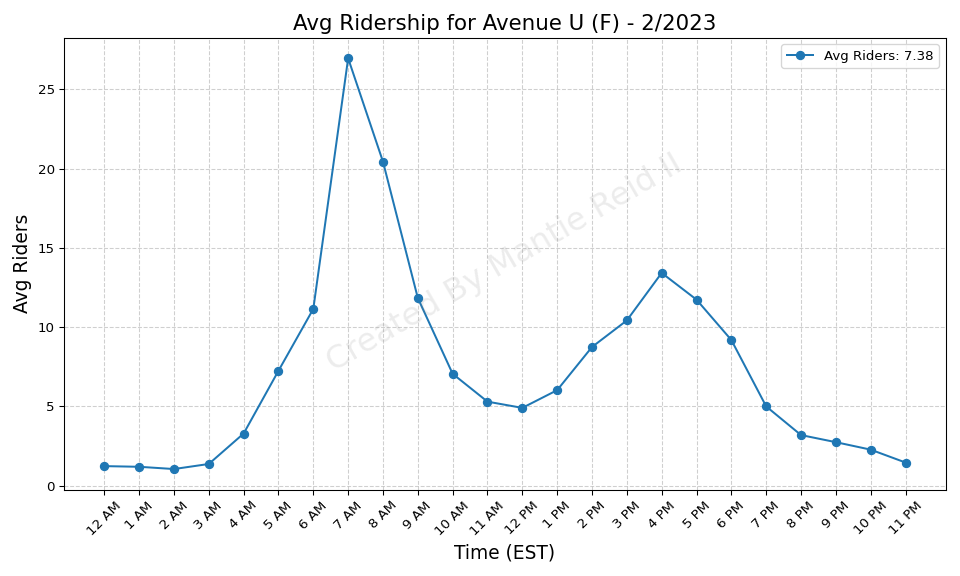 Avg Ridership for Avenue U (F) - 2/2023
Avg Riders: 7.38
25
20
15
10
5
0
Avg Riders
Created By Mantie Reid II
12 AM
1 AM
2 AM
3 AM
4 AM
5 AM
6 AM
7 AM
8 AM
9 AM
10 AM
11 AM
12 PM
1 PM
2 PM
3 PM
4 PM
5 PM
6 PM
7 PM
8 PM
9 PM
10 PM
11 PM
Time (EST)